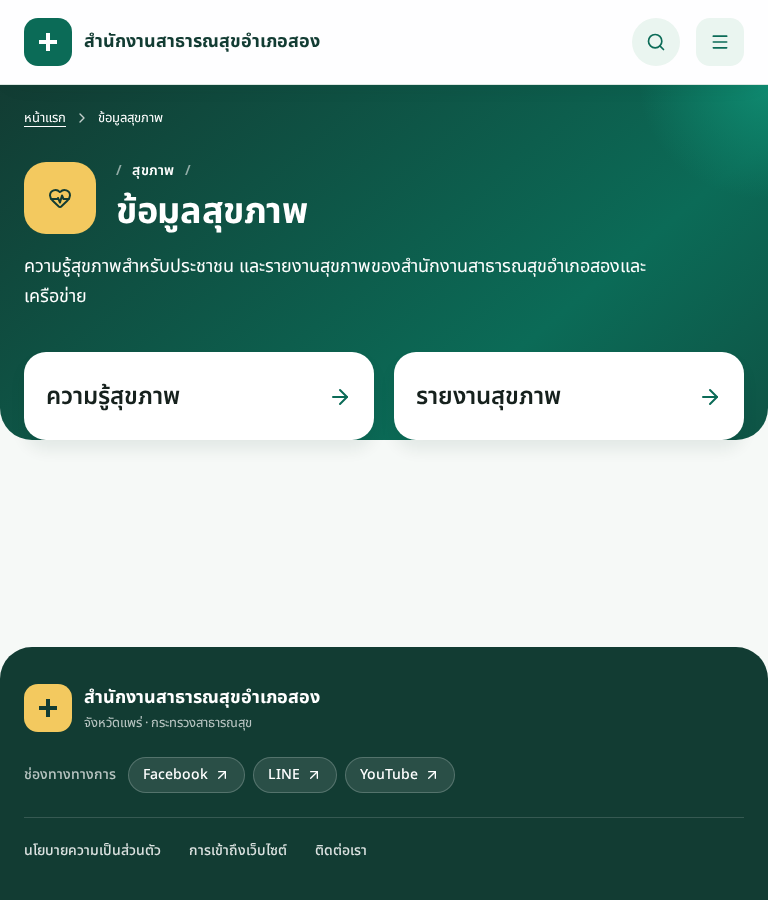 สำนักงานสาธารณสุขอำเภอสอง
หน้าแรก > ข้อมูลสุขภาพ
/ สุขภาพ /
ข้อมูลสุขภาพ
ความรู้สุขภาพสำหรับประชาชน และรายงานสุขภาพของสำนักงานสาธารณสุขอำเภอสองและ
เครือข่าย
ความรู้สุขภาพ
รายงานสุขภาพ
สำนักงานสาธารณสุขอำเภอสอง
จังหวัดแพร่ · กระทรวงสาธารณสุข
ช่องทางทางการ Facebook LINE YouTube
นโยบายความเป็นส่วนตัว การเข้าถึงเว็บไซต์ ติดต่อเรา